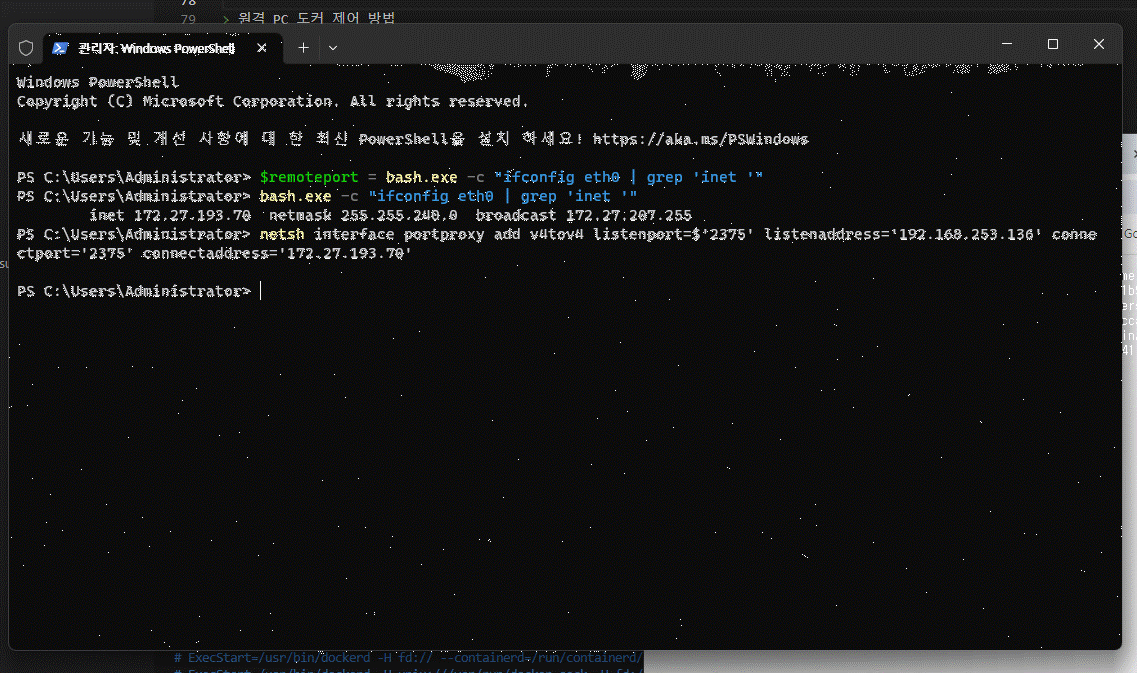 78
79 > 원격 PC 도커 제어 방법
관리자: Windows PowerShell
Windows PowerShell
Copyright (C) Microsoft Corporation. All rights reserved.
새로운 기능 및 개선 사항에 대 한 최신 PowerShell을 설치 하세요! https://aka.ms/PSWindows
PS C:\Users\Administrator> $remoteport = bash.exe -c "ifconfig eth0 | grep 'inet '"
PS C:\Users\Administrator> bash.exe -c "ifconfig eth0 | grep 'inet '"
inet 172.27.193.70 netmask 255.255.240.0 broadcast 172.27.207.255
PS C:\Users\Administrator> netsh interface portproxy add v4tov4 listenport=$'2375' listenaddress='192.168.253.136' conne
ctport='2375' connectaddress='172.27.193.70'
PS C:\Users\Administrator>
# ExecStart=/usr/bin/dockerd -H fd:// --containerd=/run/containerd/